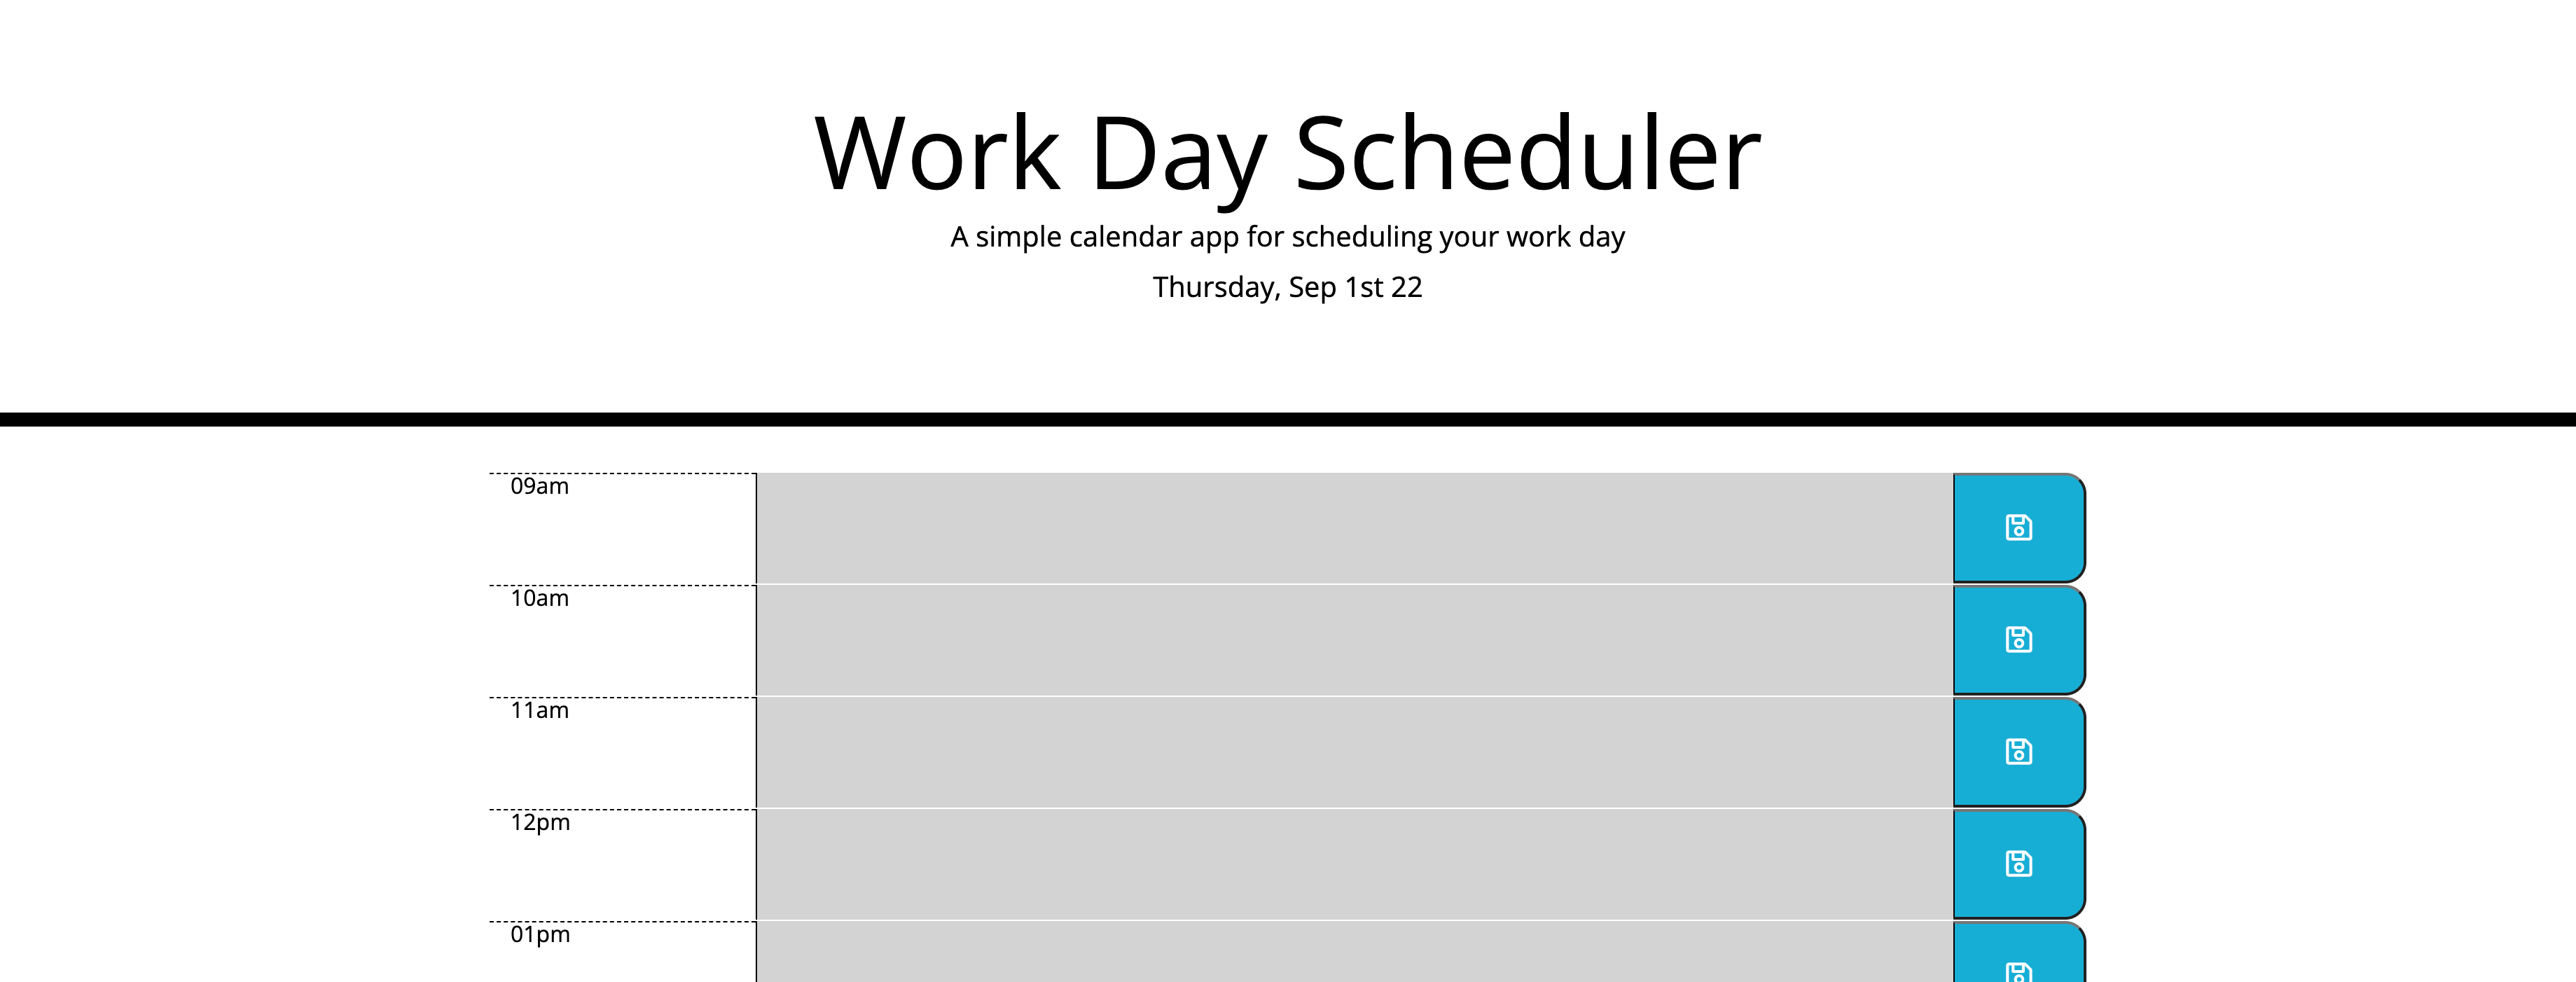 Work Day Scheduler
A simple calendar app for scheduling your work day
Thursday, Sep 1st 22
09am
10am
11am
12pm
01pm